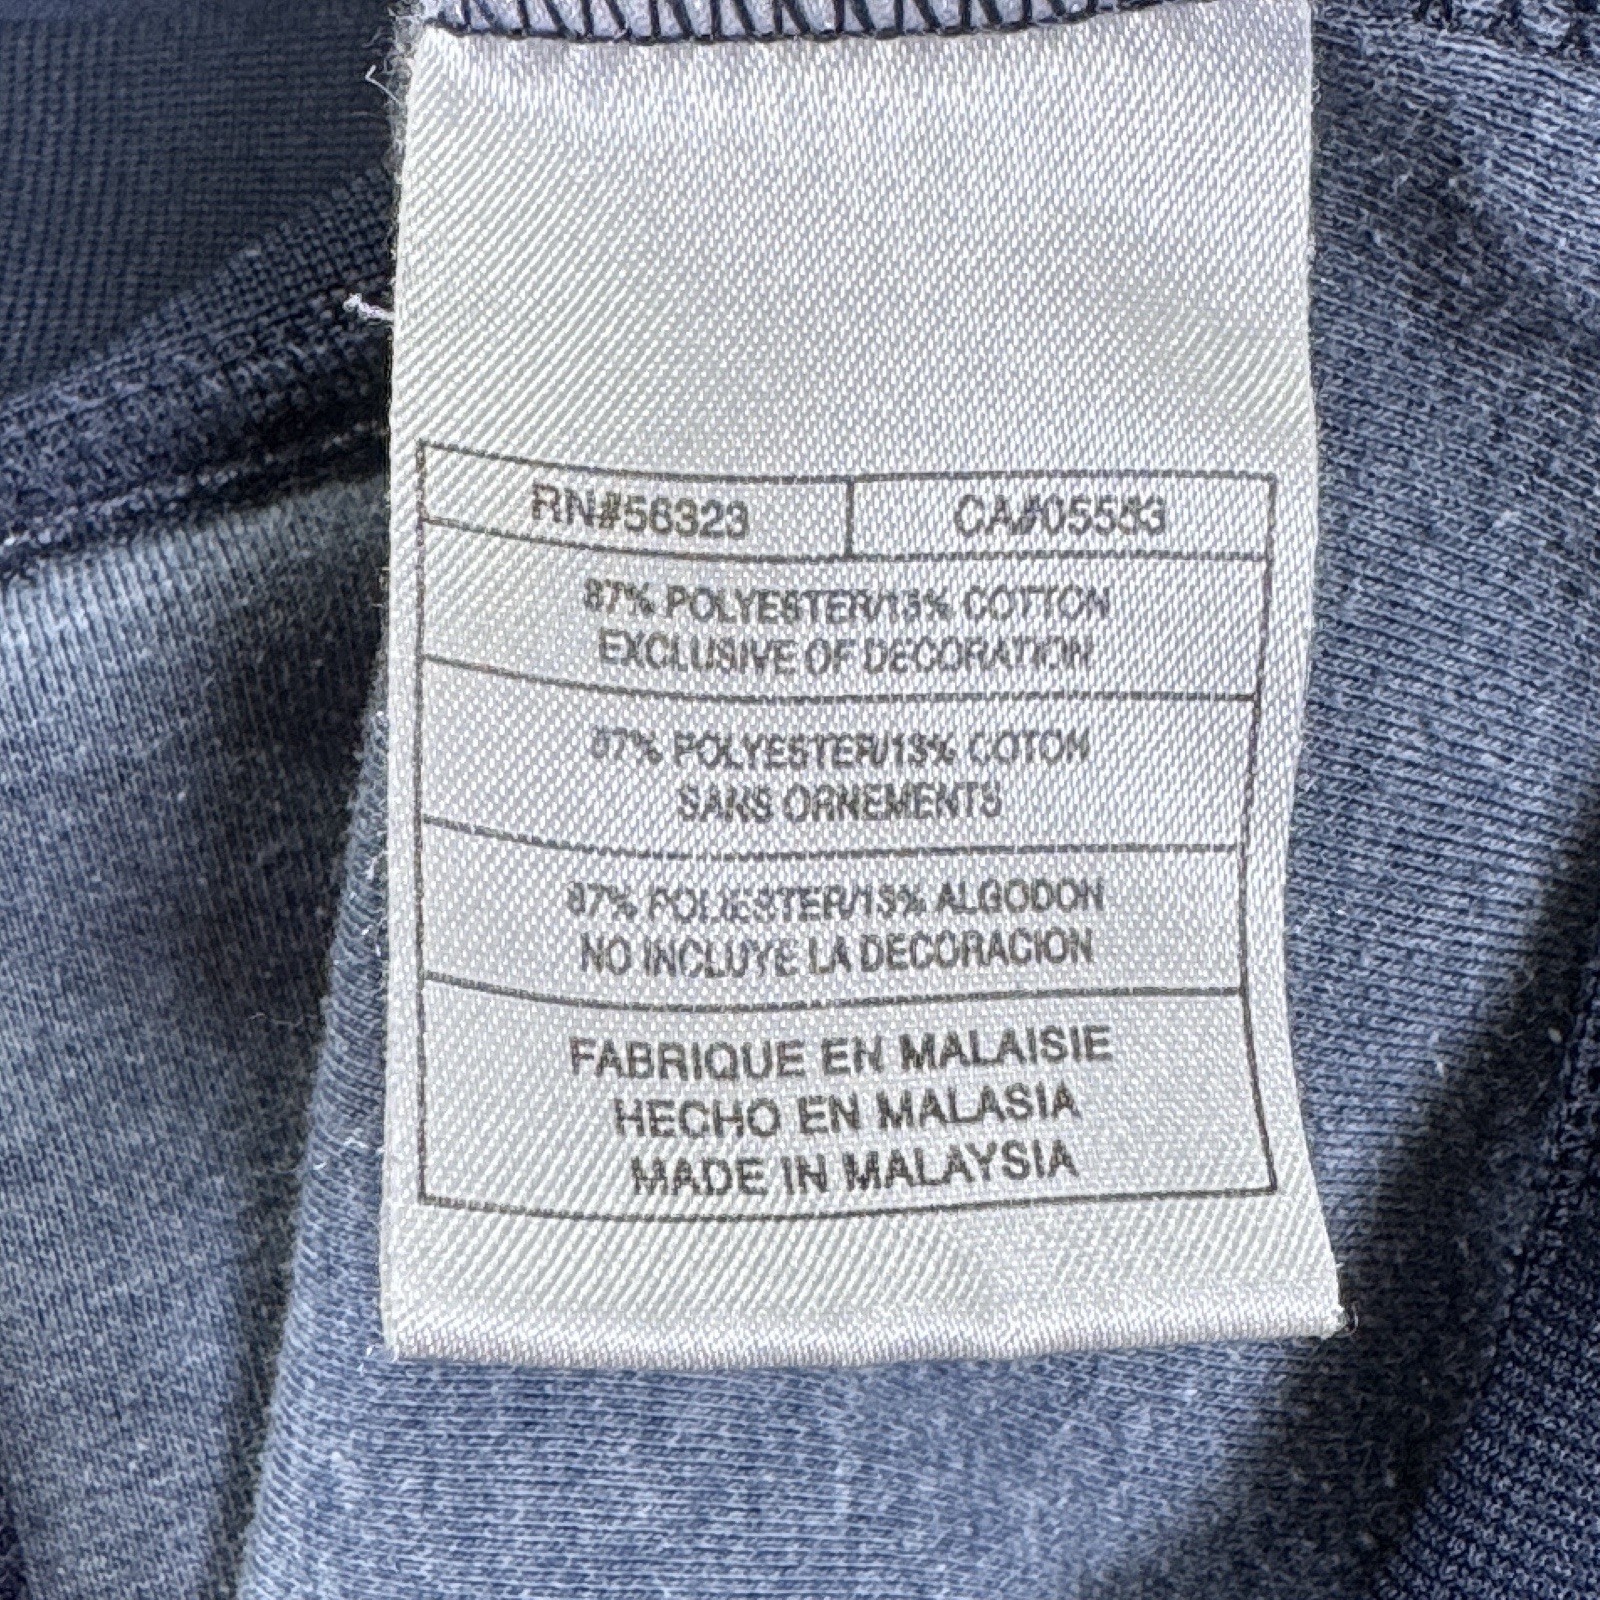 RN#56323 CA#05553
87% POLYESTER/13% COTTON
EXCLUSIVE OF DECORATION
87% POLYESTER/13% COTON
SANS ORNEMENTS
87% POLIESTER/13% ALGODON
NO INCLUYE LA DECORACION
FABRIQUE EN MALAISIE
HECHO EN MALASIA
MADE IN MALAYSIA